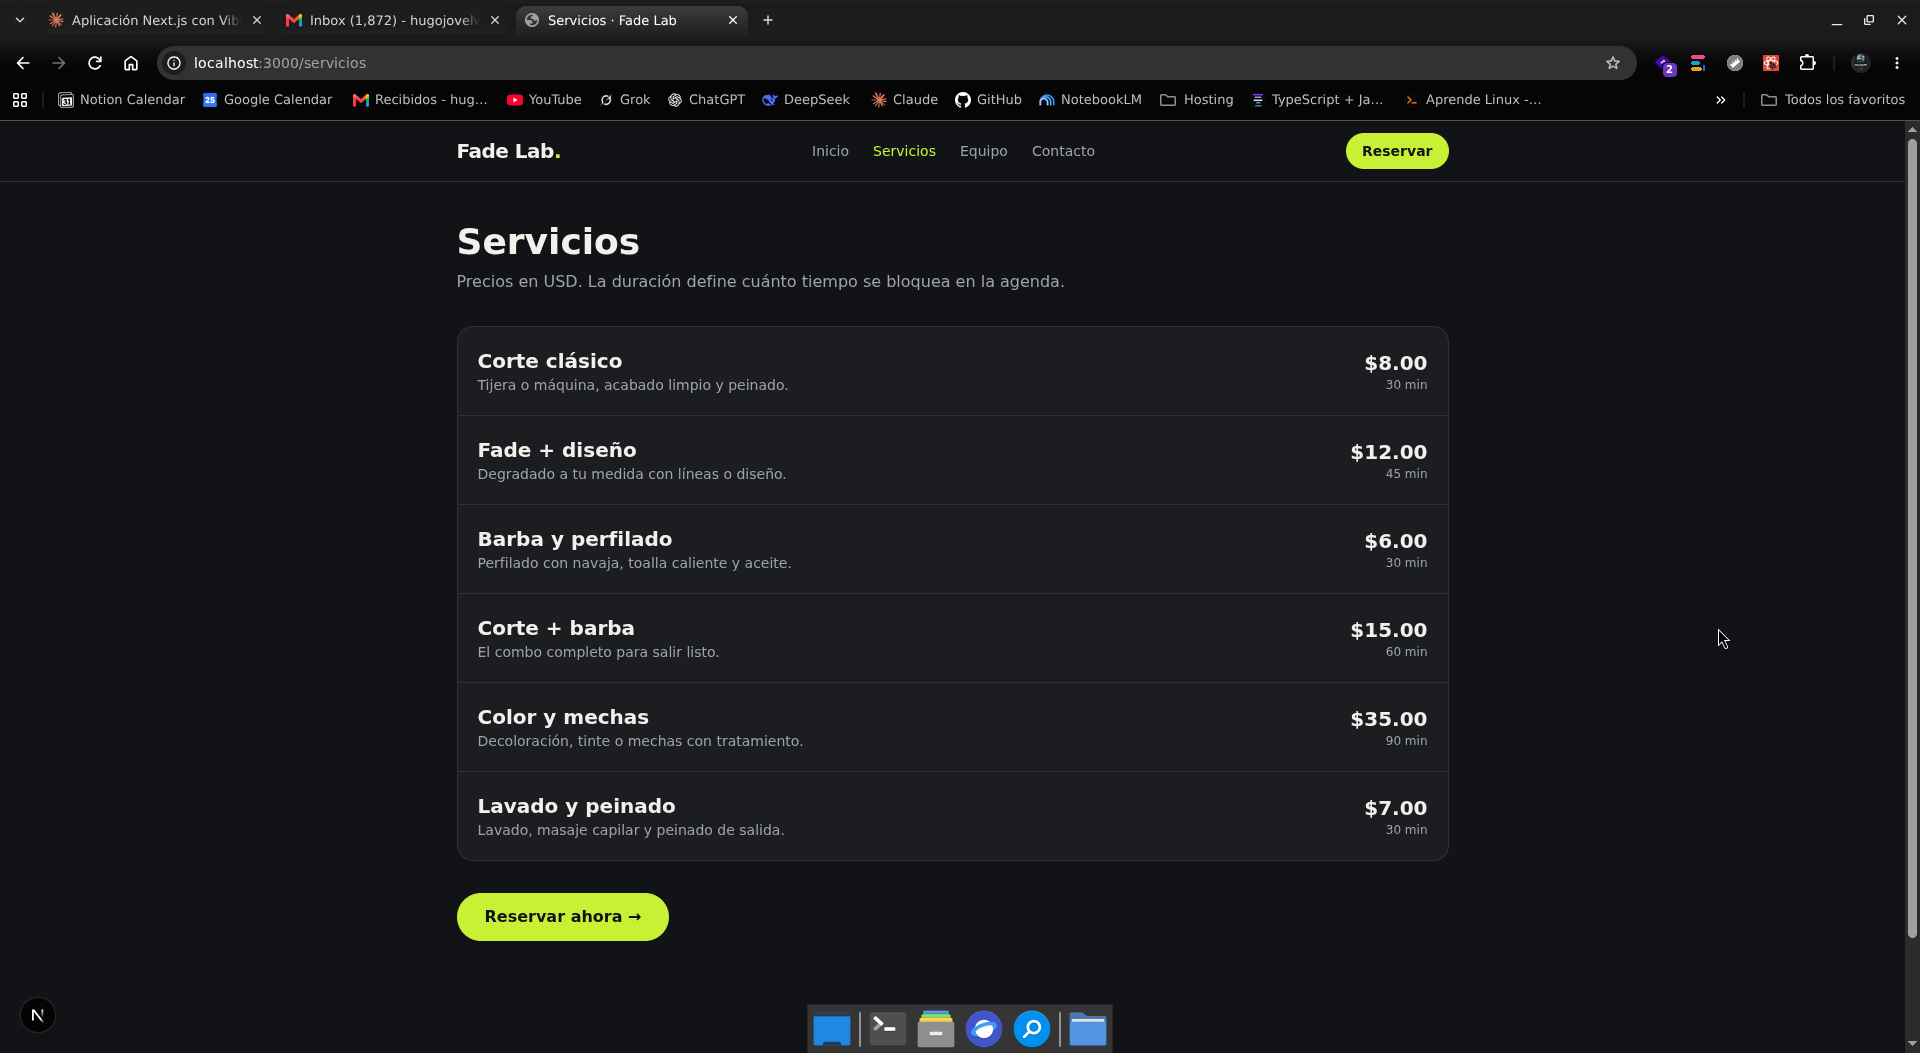 Aplicación Next.js con Vib
Inbox (1,872) - hugojovelw
Servicios · Fade Lab
localhost:3000/servicios
2
Notion Calendar
Google Calendar
Recibidos - hug...
YouTube
Grok
ChatGPT
DeepSeek
Claude
GitHub
NotebookLM
Hosting
TypeScript + Ja...
Aprende Linux -...
»
Todos los favoritos
Fade Lab.
Inicio
Servicios
Equipo
Contacto
Reservar
Servicios
Precios en USD. La duración define cuánto tiempo se bloquea en la agenda.
Corte clásico
$8.00
Tijera o máquina, acabado limpio y peinado.
30 min
Fade + diseño
$12.00
Degradado a tu medida con líneas o diseño.
45 min
Barba y perfilado
$6.00
Perfilado con navaja, toalla caliente y aceite.
30 min
Corte + barba
$15.00
El combo completo para salir listo.
60 min
Color y mechas
$35.00
Decoloración, tinte o mechas con tratamiento.
90 min
Lavado y peinado
$7.00
Lavado, masaje capilar y peinado de salida.
30 min
Reservar ahora →
N